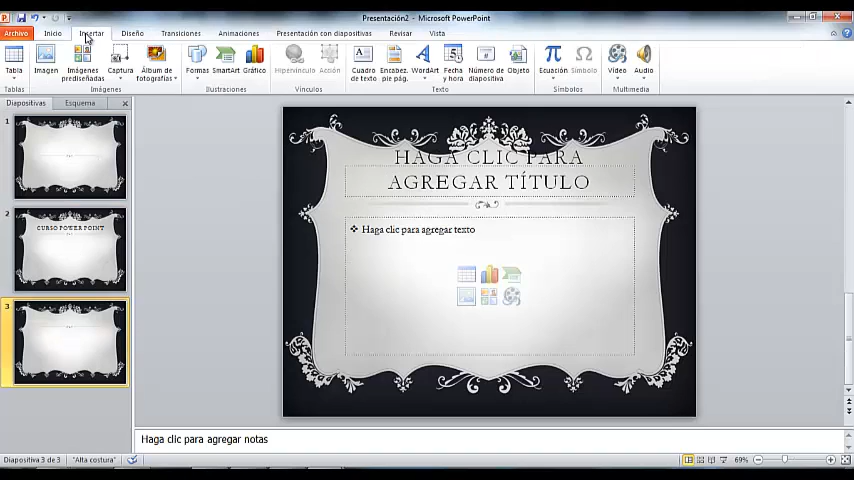 Presentación2 - Microsoft PowerPoint
Archivo Inicio Insertar Diseño Transiciones Animaciones Presentación con diapositivas Revisar Vista
Tabla Imagen Imágenes prediseñadas Captura Álbum de fotografías Formas SmartArt Gráfico Hipervínculo Acción Cuadro de texto Encabez. pie pág. WordArt Fecha y hora Número de diapositiva Objeto Ecuación Símbolo Vídeo Audio
Tablas Imágenes Ilustraciones Vínculos Texto Símbolos Multimedia
Diapositivas Esquema
1
2
CURSO POWER POINT
3
HAGA CLIC PARA
AGREGAR TÍTULO
Haga clic para agregar texto
Haga clic para agregar notas
Diapositiva 3 de 3 "Alta costura" 69%